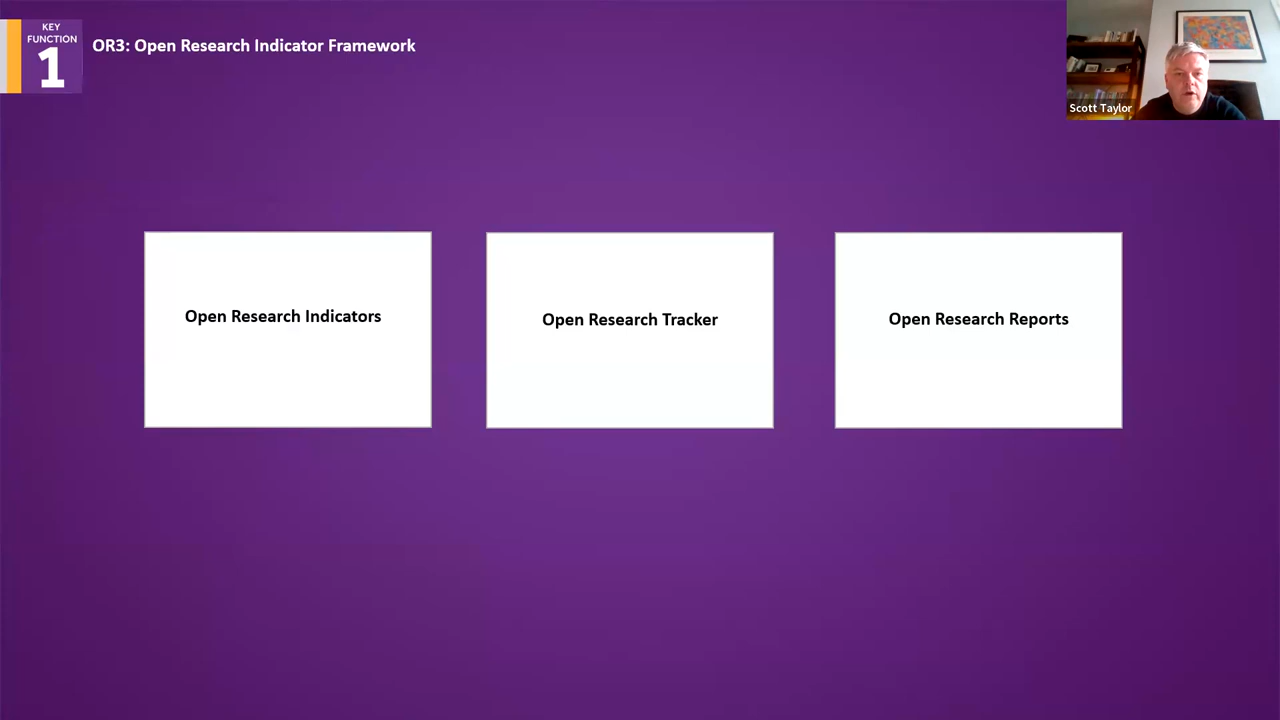 KEY
FUNCTION
1
OR3: Open Research Indicator Framework
Scott Taylor
Open Research Indicators
Open Research Tracker
Open Research Reports